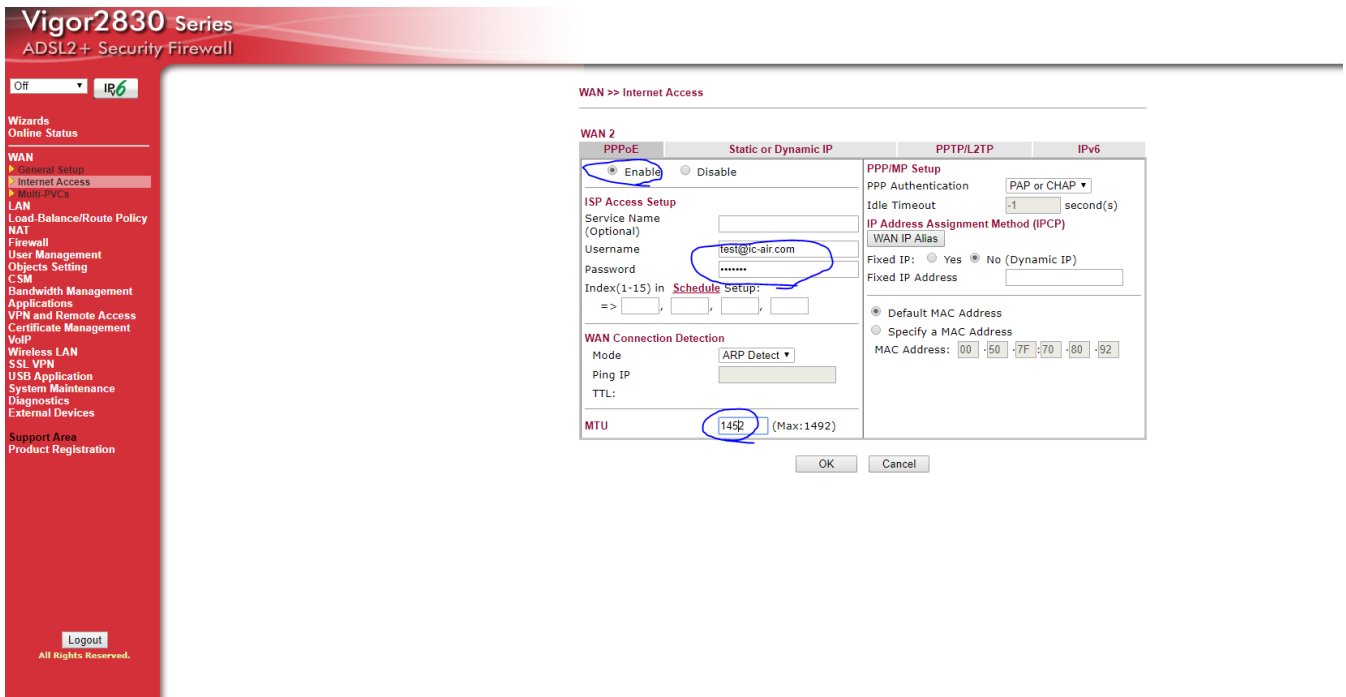 Vigor2830 Series
ADSL2+ Security Firewall
Off
IPv6
Wizards
Online Status
WAN
General Setup
Internet Access
Multi-PVCs
LAN
Load-Balance/Route Policy
NAT
Firewall
User Management
Objects Setting
CSM
Bandwidth Management
Applications
VPN and Remote Access
Certificate Management
VoIP
Wireless LAN
SSL VPN
USB Application
System Maintenance
Diagnostics
External Devices
Support Area
Product Registration
Logout
All Rights Reserved.
WAN >> Internet Access
WAN 2
PPPoE Static or Dynamic IP PPTP/L2TP IPv6
Enable Disable
ISP Access Setup
Service Name
(Optional)
Username test@ic-air.com
Password •••••••
Index(1-15) in Schedule Setup:
=> , , ,
WAN Connection Detection
Mode ARP Detect
Ping IP
TTL:
MTU 1452 (Max:1492)
PPP/MP Setup
PPP Authentication PAP or CHAP
Idle Timeout -1 second(s)
IP Address Assignment Method (IPCP)
WAN IP Alias
Fixed IP: Yes No (Dynamic IP)
Fixed IP Address
Default MAC Address
Specify a MAC Address
MAC Address: 00 ·50 ·7F :70 ·80 ·92
OK Cancel